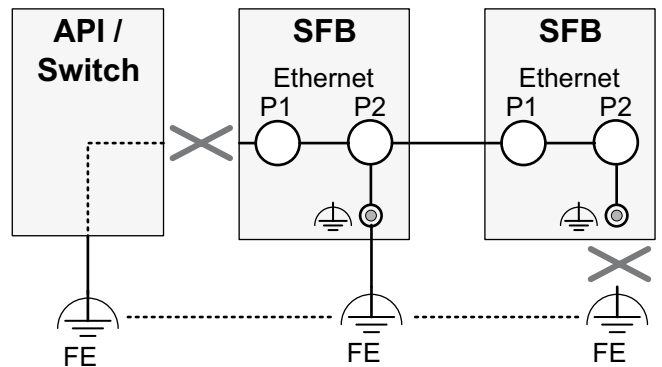 API /
Switch
SFB
Ethernet
P1 P2
SFB
Ethernet
P1 P2
FE
FE
FE